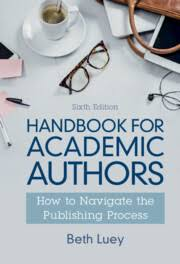 Sixth Edition
HANDBOOK FOR
ACADEMIC
AUTHORS
How to Navigate the
Publishing Process
Beth Luey